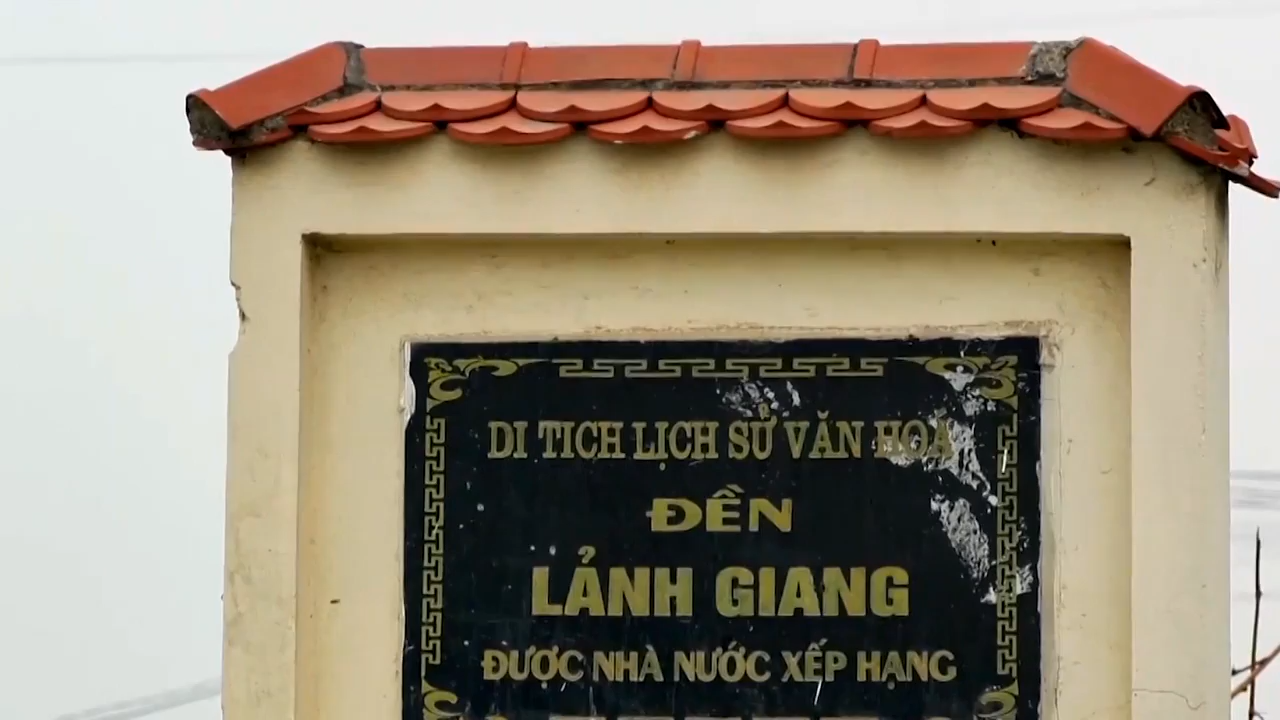 DI TICH LỊCH SỬ VĂN HOÁ
ĐỀN
LẢNH GIANG
ĐƯỢC NHÀ NƯỚC XẾP HẠNG